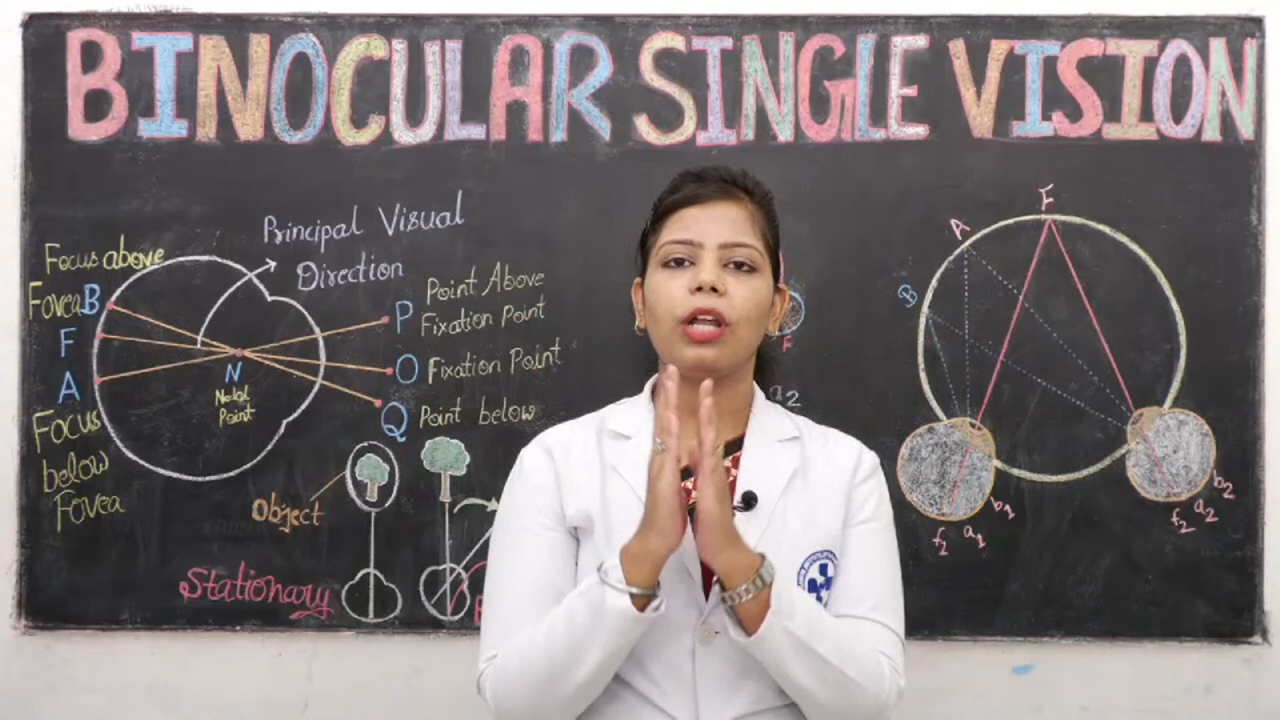 BINOCULAR SINGLE VISION
Principal Visual
Direction
Focus above
Fovea B
F
A
Focus
below
Fovea
N
Nodal
Point
P Point Above
Fixation Point
O Fixation Point
Q Point below
Object
Stationary
F
a2
F
A
B
f1 a1 b1
f2 a2 b2